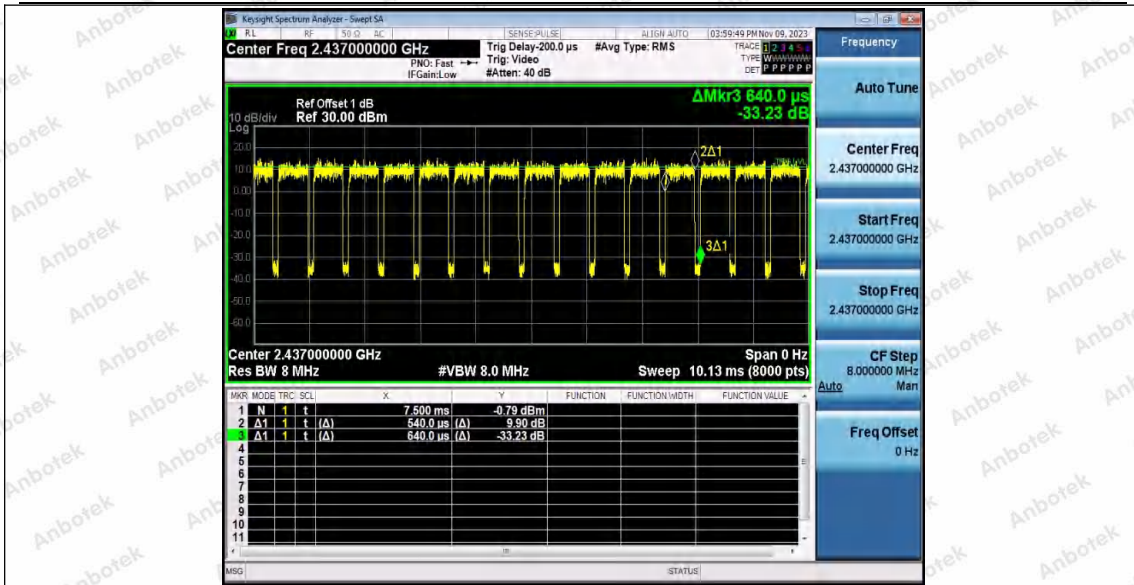 Keysight Spectrum Analyzer - Swept SA
RL RF 50 Ω AC SENSE:PULSE ALIGN AUTO 03:59:49 PM Nov 09, 2023
Center Freq 2.437000000 GHz
PNO: Fast
IFGain:Low
Trig Delay-200.0 µs
Trig: Video
#Atten: 40 dB
#Avg Type: RMS
TRACE 1 2 3 4 5 6
TYPE W
DET P P P P P P
ΔMkr3 640.0 µs
-33.23 dB
Ref Offset 1 dB
10 dB/div Ref 30.00 dBm
Log
20.0
10.0
0.00
-10.0
-20.0
-30.0
-40.0
-50.0
-60.0
2Δ1
3Δ1
Center 2.437000000 GHz Span 0 Hz
Res BW 8 MHz #VBW 8.0 MHz Sweep 10.13 ms (8000 pts)
MKR MODE TRC SCL X Y FUNCTION FUNCTION WIDTH FUNCTION VALUE
1 N 1 t 7.500 ms -0.79 dBm
2 Δ1 1 t (Δ) 540.0 µs (Δ) 9.90 dB
3 Δ1 1 t (Δ) 640.0 µs (Δ) -33.23 dB
4
5
6
7
8
9
10
11
MSG STATUS
Frequency
Auto Tune
Center Freq
2.437000000 GHz
Start Freq
2.437000000 GHz
Stop Freq
2.437000000 GHz
CF Step
8.000000 MHz
Auto Man
Freq Offset
0 Hz
Anbotek